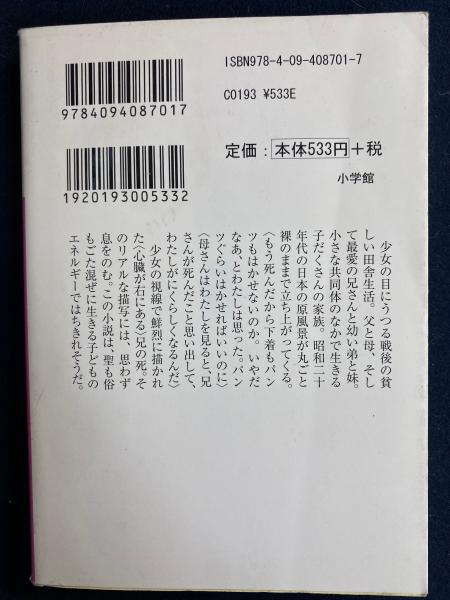 ISBN978-4-09-408701-7
C0193 ¥533E
定価：本体533円＋税
小学館
9784094087017
1920193005332
少女の目にうつる戦後の貧
しい田舎生活。父と母、そし
て最愛の兄さんと幼い弟と妹。
小さな共同体のなかで生きる
子だくさんの家族。昭和二十
年代の日本の原風景が丸ごと
裸のままで立ち上がってくる。
〈もう死んだから下着もパン
ツもはかせないのか。いやだ
なあ、とわたしは思った。パン
ツぐらいはかせればいいのに〉
〈母さんはわたしを見ると、兄
さんが死んだこと思い出して、
わたしがにくらしくなるんだ〉
少女の視線で鮮烈に描かれ
た〈心臓が右にある〉兄の死。そ
のリアルな描写には、思わず
息をのむ。この小説は、聖も俗
もごた混ぜに生きる子どもの
エネルギーではちきれそうだ。